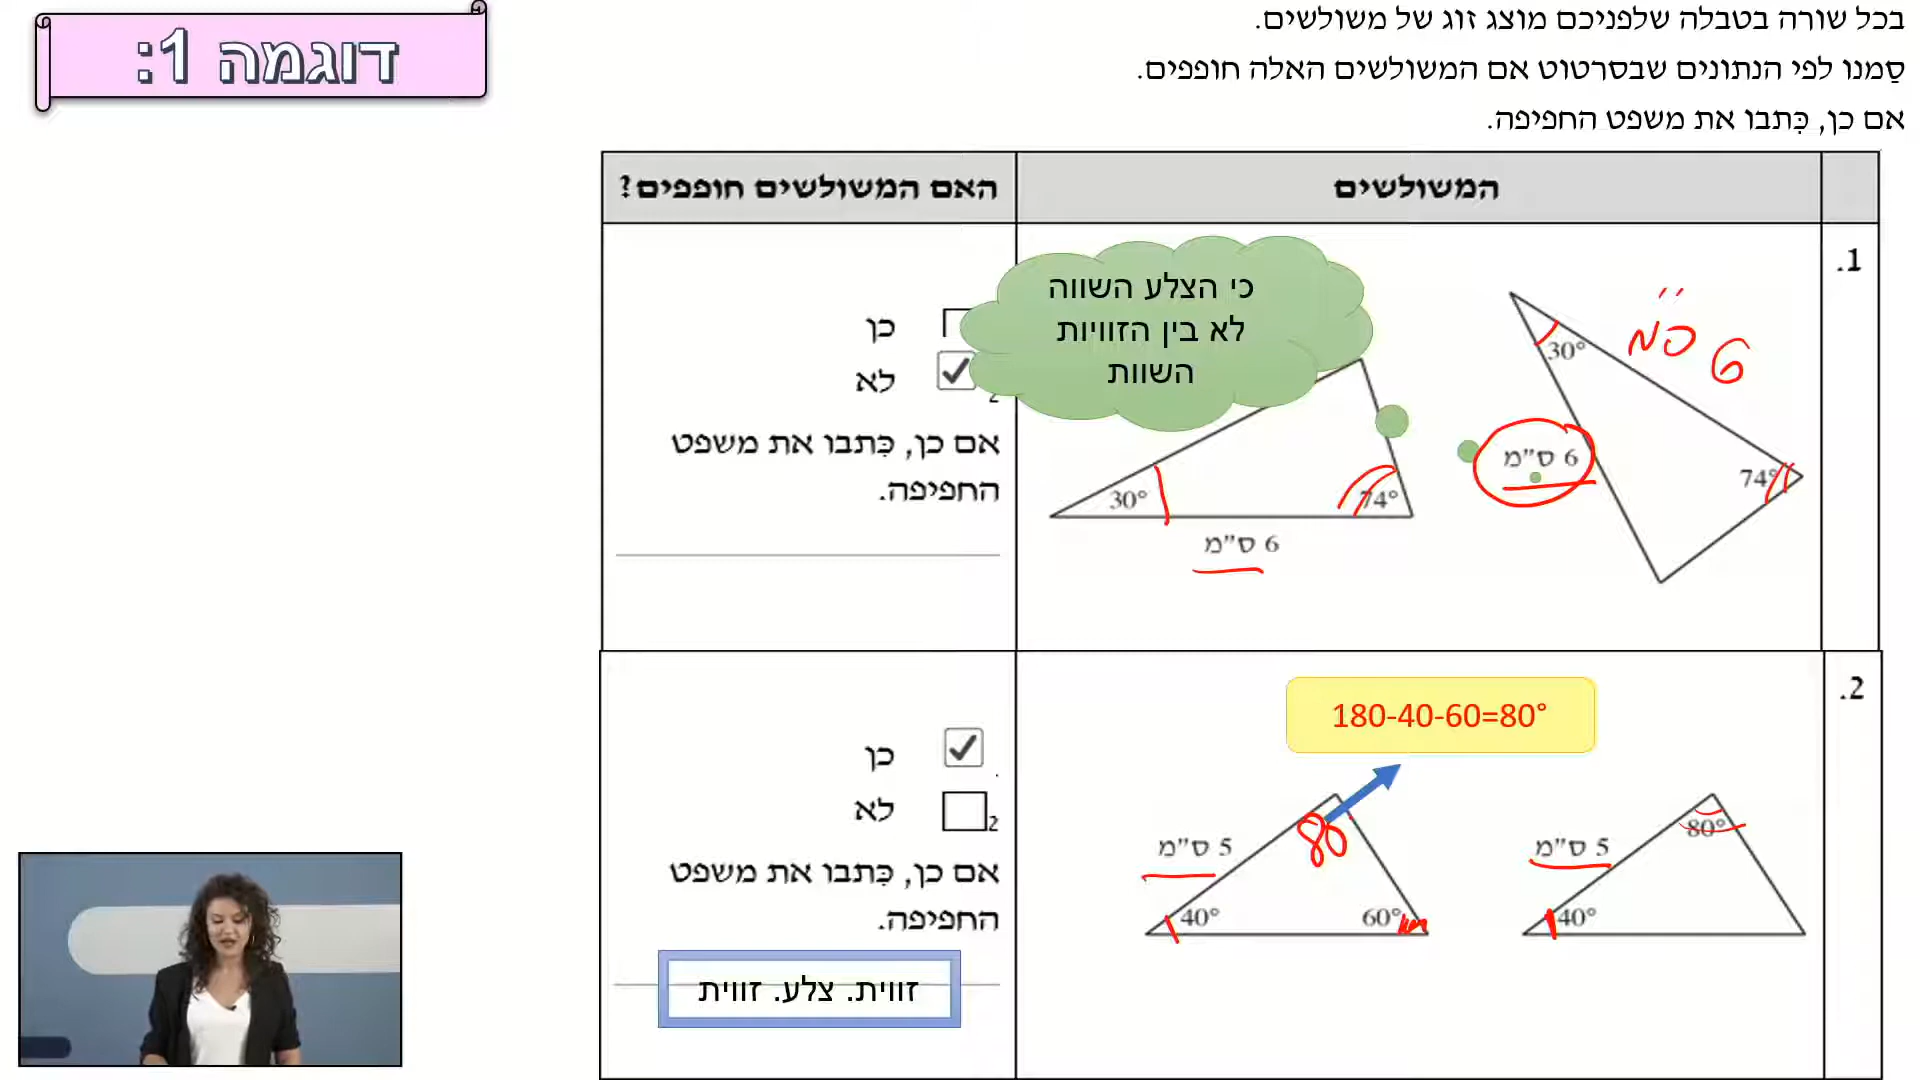 דוגמה 1:
בכל שורה בטבלה שלפניכם מוצג זוג של משולשים.
סַמנו לפי הנתונים שבסרטוט אם המשולשים האלה חופפים.
אם כן, כִּתבו את משפט החפיפה.
המשולשים
האם המשולשים חופפים?
1.
30°
6 ס"מ
6 ס"מ
74°
כי הצלע השווה
לא בין הזוויות
השוות
30°
74°
6 ס"מ
כן
לא
2
אם כן, כִּתבו את משפט
החפיפה.
2.
180-40-60=80°
80°
5 ס"מ
40°
80
5 ס"מ
40°
60°
כן
לא
2
אם כן, כִּתבו את משפט
החפיפה.
זווית. צלע. זווית